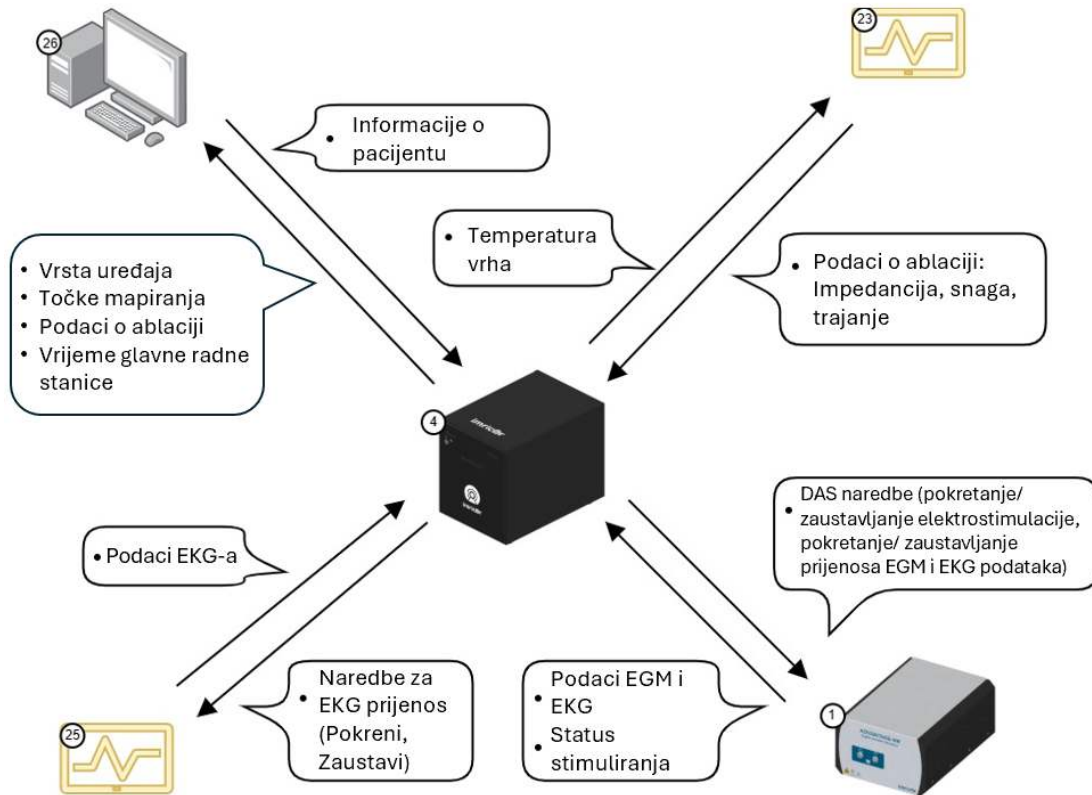 26
23
• Informacije o
pacijentu
• Temperatura
vrha
• Vrsta uređaja
• Točke mapiranja
• Podaci o ablaciji
• Vrijeme glavne radne
stanice
• Podaci o ablaciji:
Impedancija, snaga,
trajanje
4
imricor
imricor
• DAS naredbe (pokretanje/
zaustavljanje elektrostimulacije,
pokretanje/ zaustavljanje
prijenosa EGM i EKG podataka)
• Podaci EKG-a
• Naredbe za
EKG prijenos
(Pokreni,
Zaustavi)
• Podaci EGM i
EKG
• Status
stimuliranja
25
1